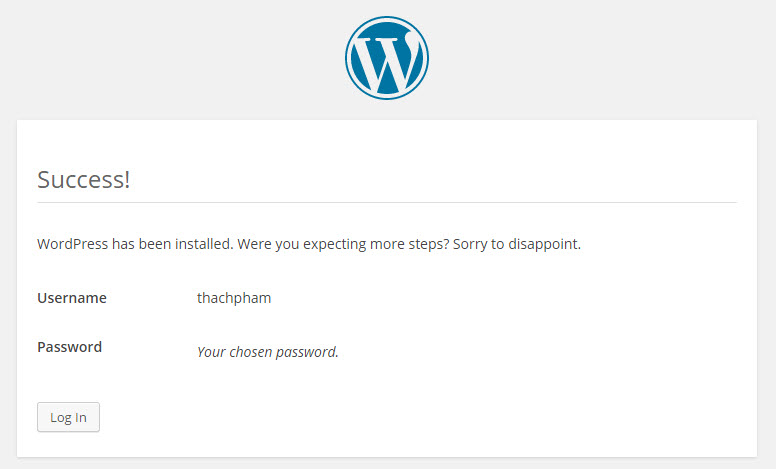 Success!
WordPress has been installed. Were you expecting more steps? Sorry to disappoint.
Username thachpham
Password Your chosen password.
Log In